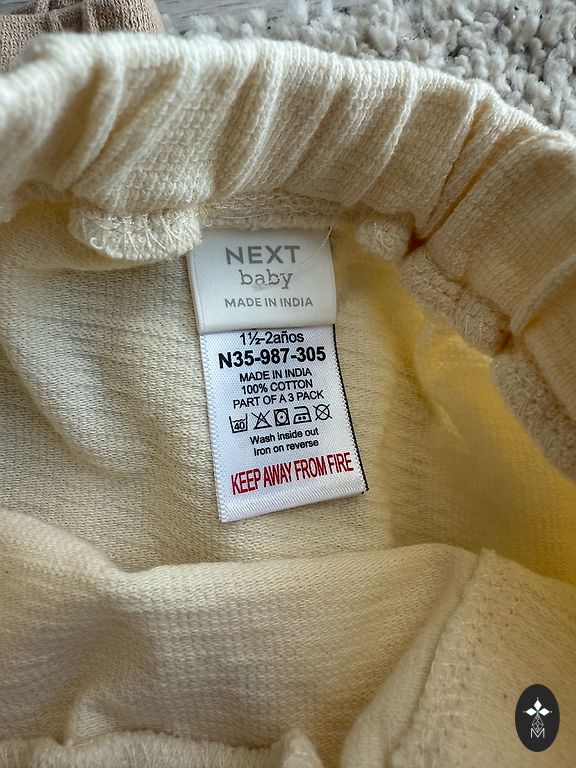 NEXT
baby
MADE IN INDIA
1½-2años
N35-987-305
MADE IN INDIA
100% COTTON
PART OF A 3 PACK
40
Wash inside out
Iron on reverse
KEEP AWAY FROM FIRE